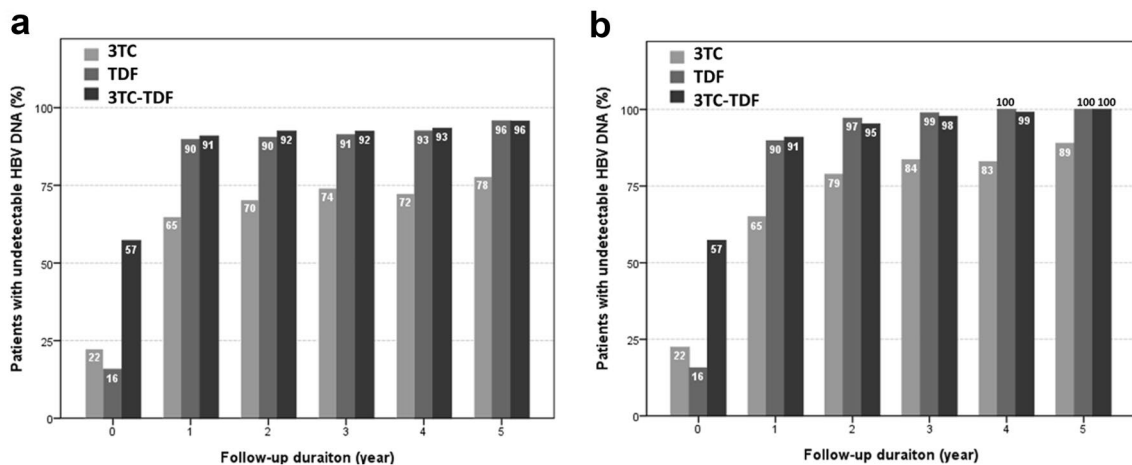 a
3TC
TDF
3TC-TDF
Patients with undetectable HBV DNA (%)
100
75
50
25
0
22 16 57
65 90 91
70 90 92
74 91 92
72 93 93
78 96 96
0 1 2 3 4 5
Follow-up duraiton (year)
b
3TC
TDF
3TC-TDF
Patients with undetectable HBV DNA (%)
100
75
50
25
0
22 16 57
65 90 91
79 97 95
84 99 98
83 100 99
89 100 100
0 1 2 3 4 5
Follow-up duraiton (year)